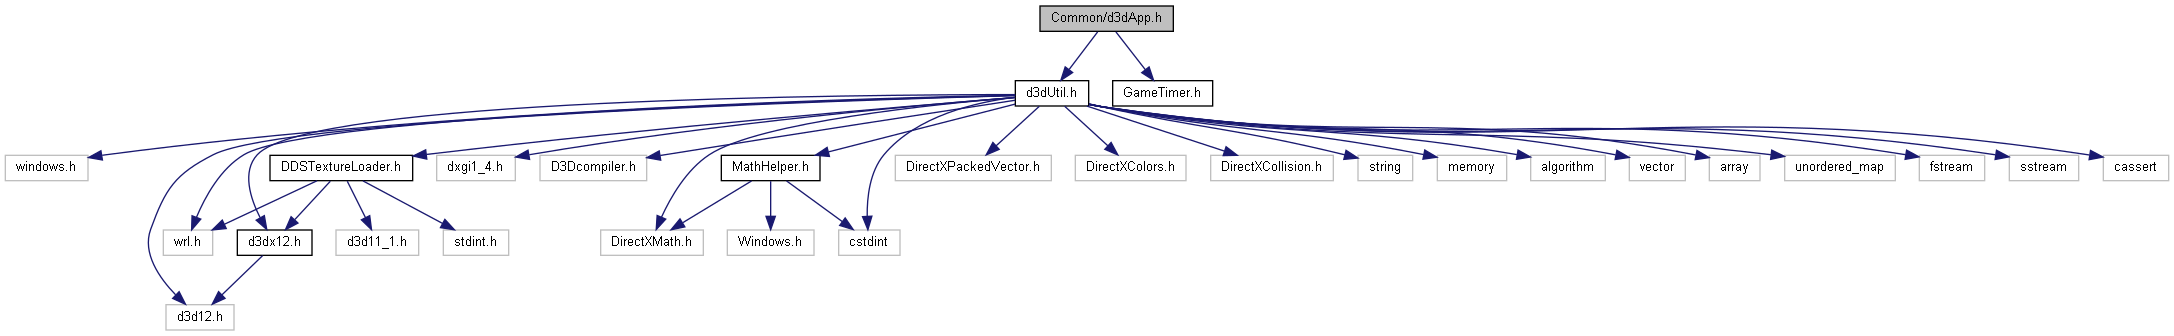 Common/d3dApp.h
d3dUtil.h
GameTimer.h
windows.h
DDSTextureLoader.h
dxgi1_4.h
D3Dcompiler.h
MathHelper.h
DirectXPackedVector.h
DirectXColors.h
DirectXCollision.h
string
memory
algorithm
vector
array
unordered_map
fstream
sstream
cassert
wrl.h
d3dx12.h
d3d11_1.h
stdint.h
DirectXMath.h
Windows.h
cstdint
d3d12.h